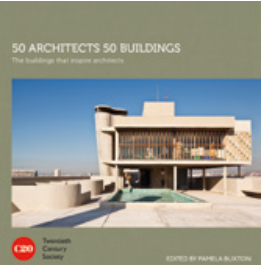 50 ARCHITECTS 50 BUILDINGS
The buildings that inspire architects
C20
Twentieth
Century
Society
EDITED BY PAMELA BUXTON